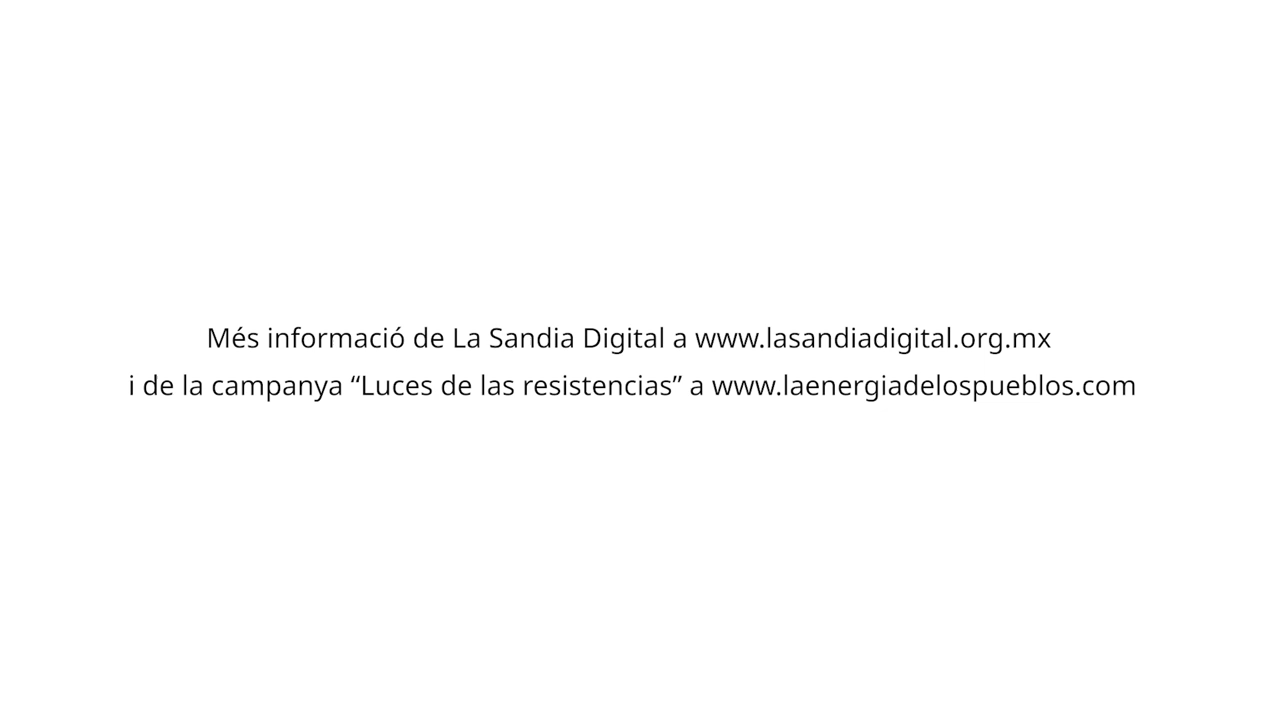 Més informació de La Sandia Digital a www.lasandiadigital.org.mx
i de la campanya “Luces de las resistencias” a www.laenergiadelospueblos.com